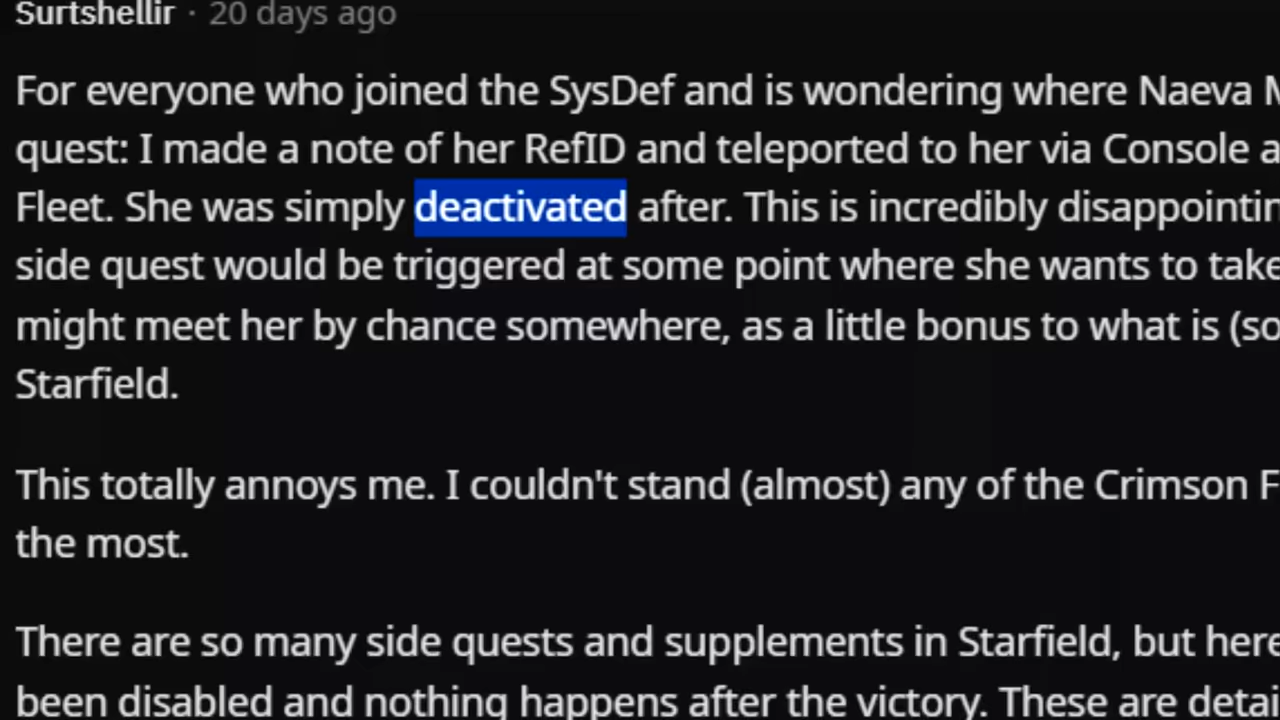 Surtshellir · 20 days ago
For everyone who joined the SysDef and is wondering where Naeva
quest: I made a note of her RefID and teleported to her via Console a
Fleet. She was simply deactivated after. This is incredibly
side quest would be triggered at some point where she wants to take
might meet her by chance somewhere, as a little bonus to what is (so
Starfield.
This totally annoys me. I couldn't stand (almost) any of the Crimson
the most.
There are so many side quests and supplements in Starfield, but here
been disabled and nothing happens after the victory. These are